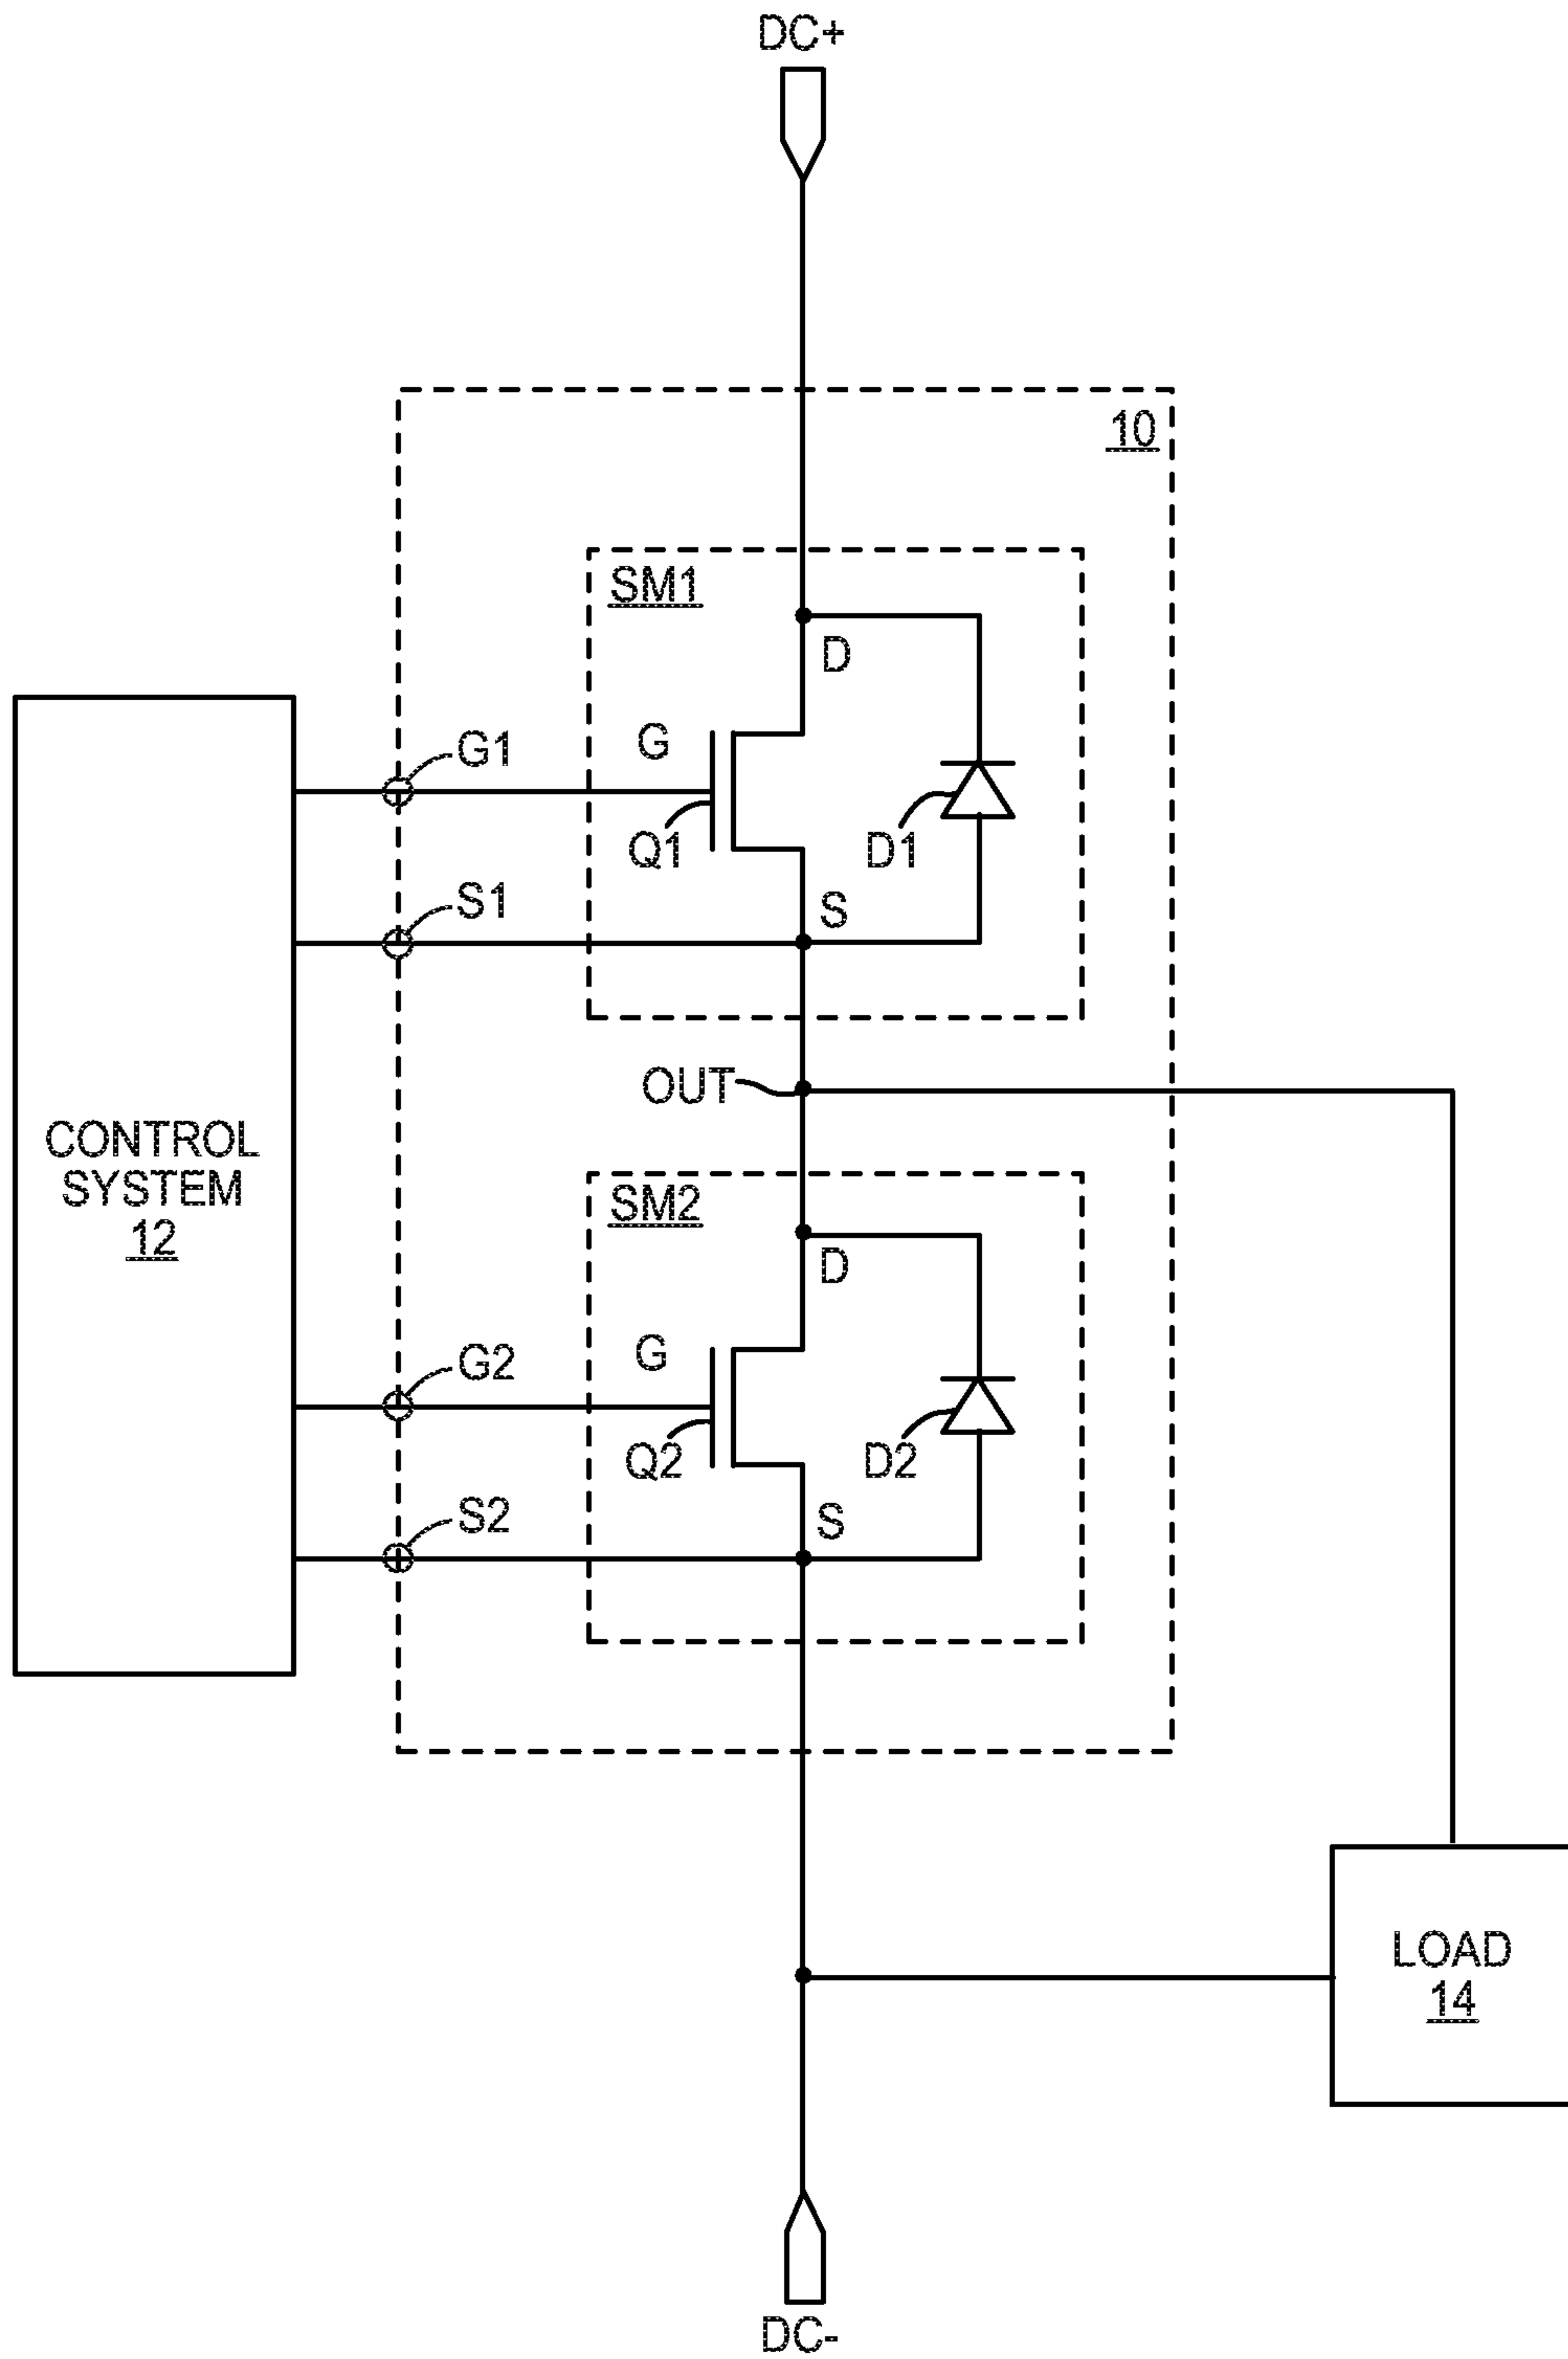 DC+
10
SM1
D
G
G1
Q1
D1
S1
S
OUT
CONTROL
SYSTEM
12
SM2
D
G
G2
Q2
D2
S2
S
LOAD
14
DC-